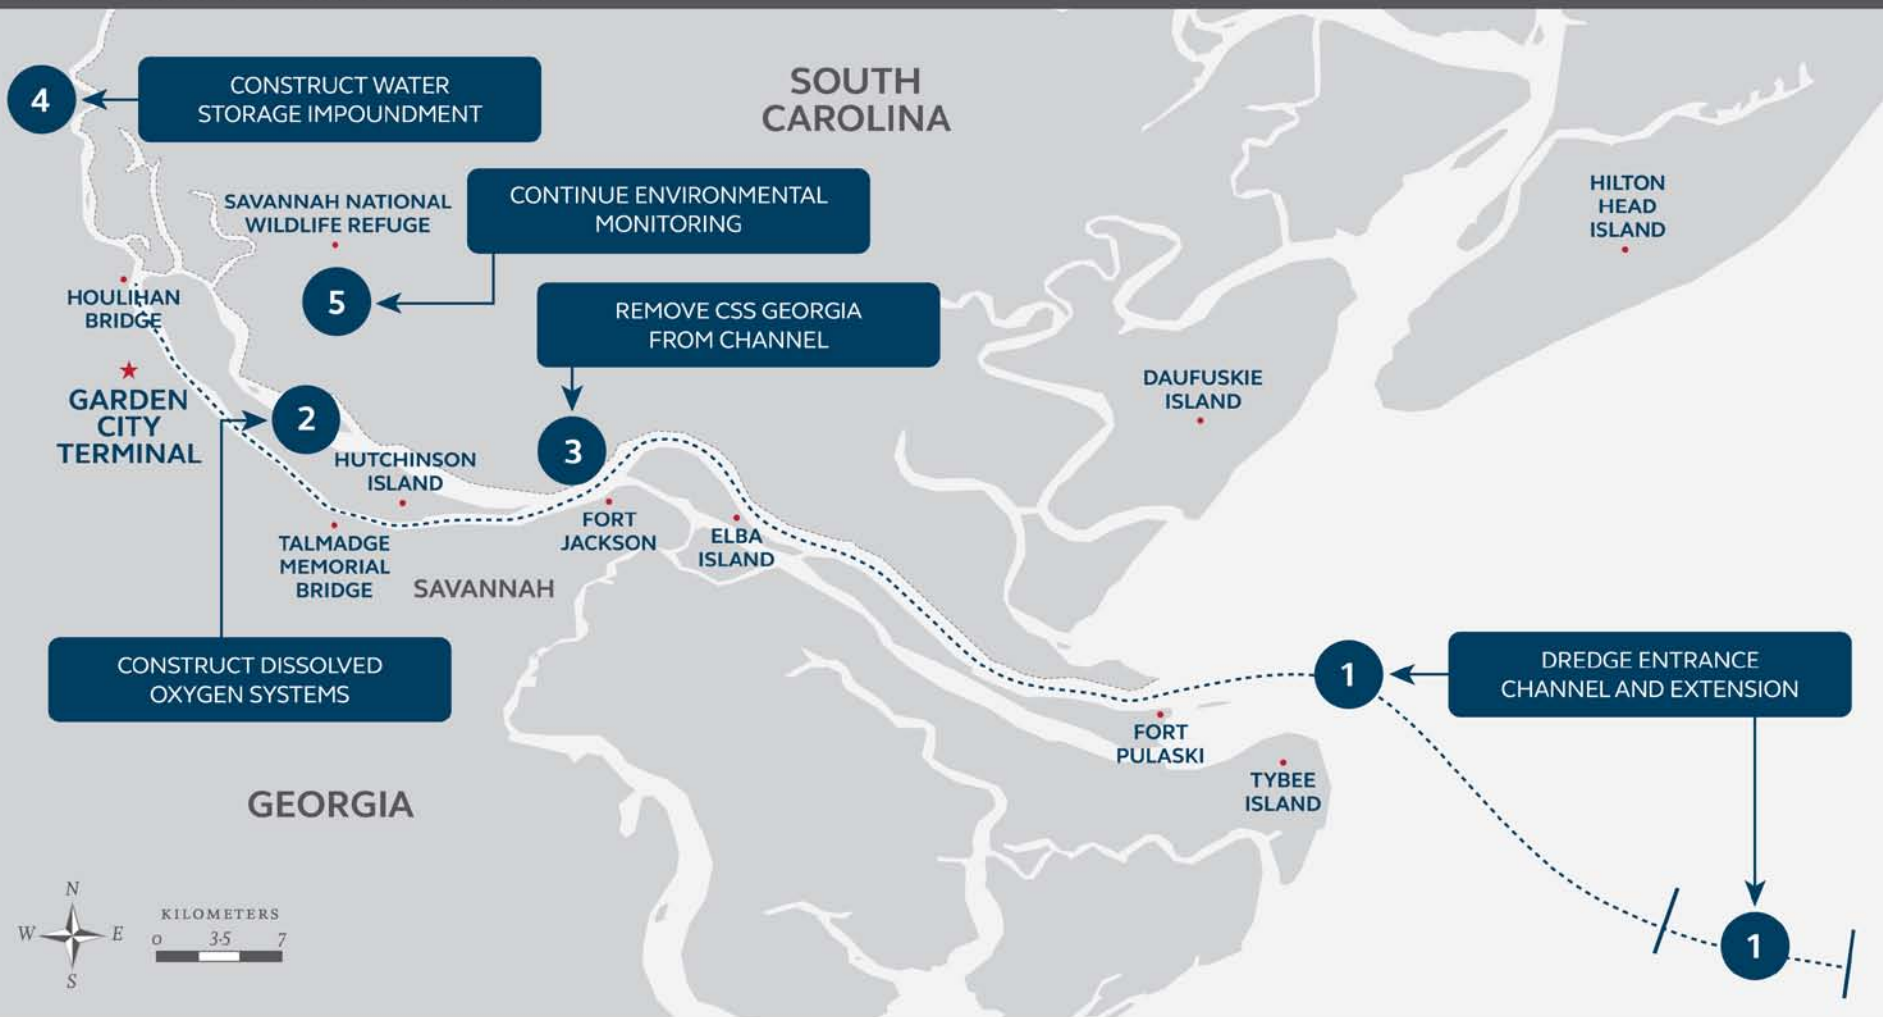 4
CONSTRUCT WATER
STORAGE IMPOUNDMENT
SOUTH
CAROLINA
CONTINUE ENVIRONMENTAL
MONITORING
SAVANNAH NATIONAL
WILDLIFE REFUGE
5
HILTON
HEAD
ISLAND
HOULIHAN
BRIDGE
REMOVE CSS GEORGIA
FROM CHANNEL
GARDEN
CITY
TERMINAL
2
3
DAUFUSKIE
ISLAND
HUTCHINSON
ISLAND
FORT
JACKSON
ELBA
ISLAND
TALMADGE
MEMORIAL
BRIDGE
SAVANNAH
CONSTRUCT DISSOLVED
OXYGEN SYSTEMS
1
DREDGE ENTRANCE
CHANNEL AND EXTENSION
FORT
PULASKI
TYBEE
ISLAND
GEORGIA
N
W E
S
KILOMETERS
0 3.5 7
1